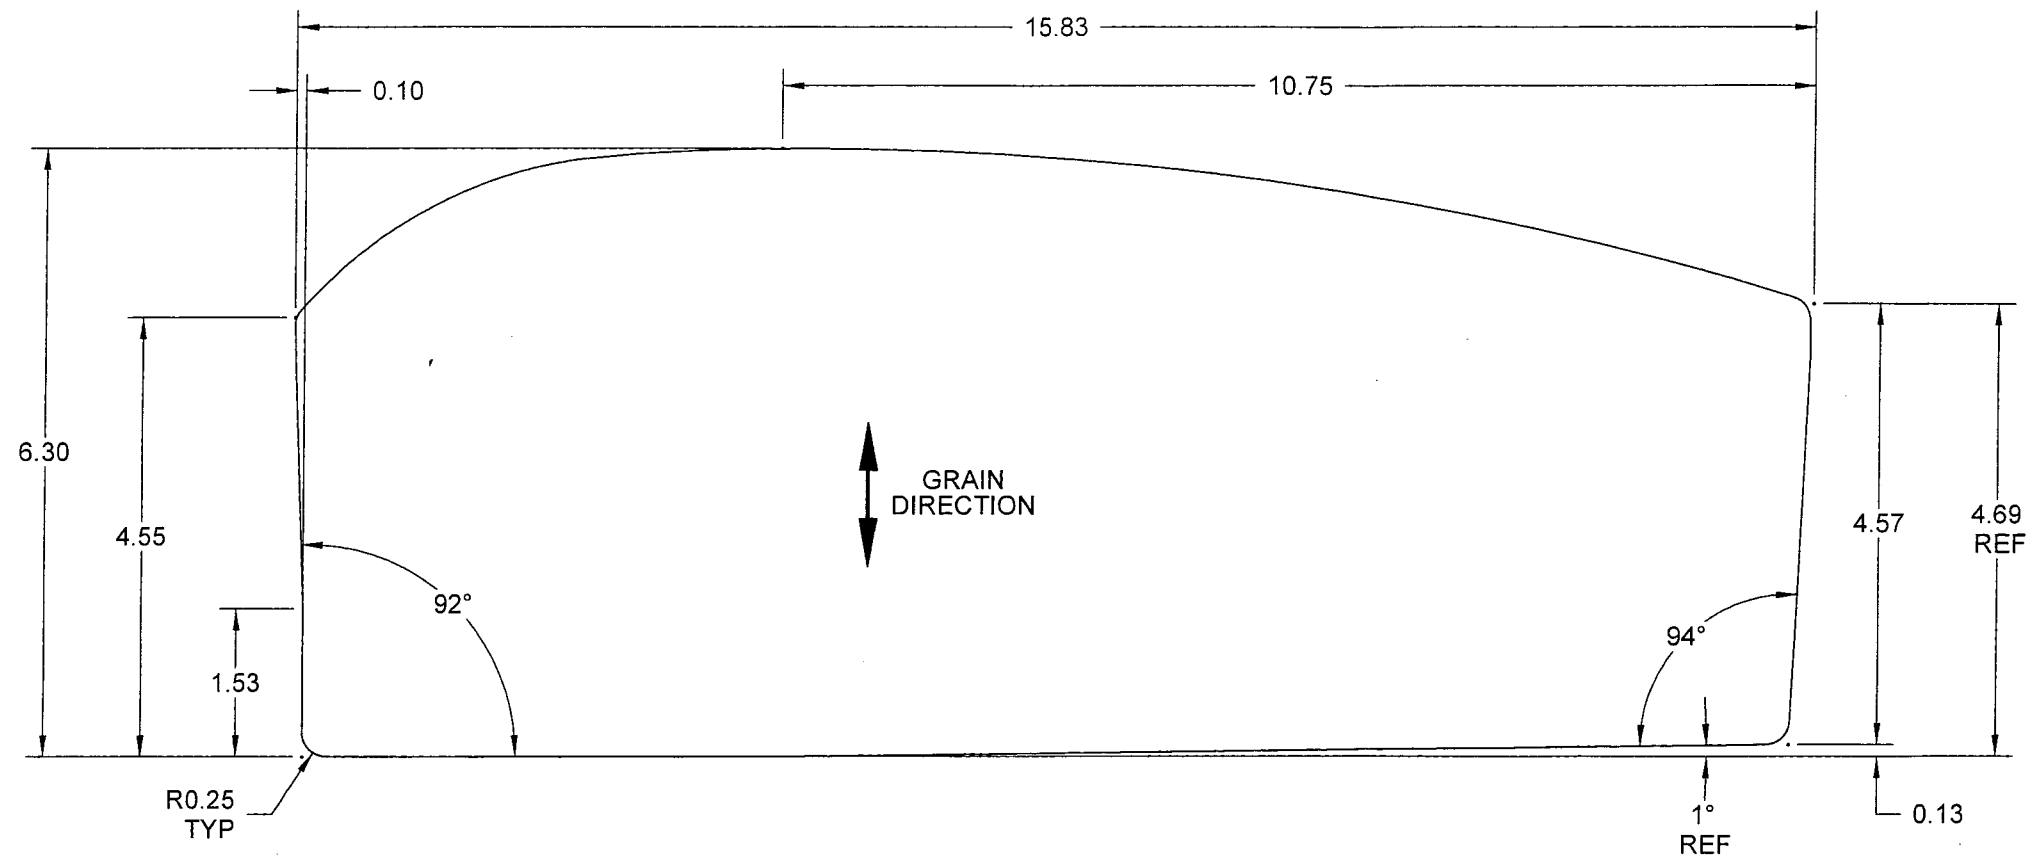 15.83
0.10
10.75
6.30
4.55
1.53
92°
GRAIN
DIRECTION
94°
4.57
4.69
REF
R0.25
TYP
1°
REF
0.13